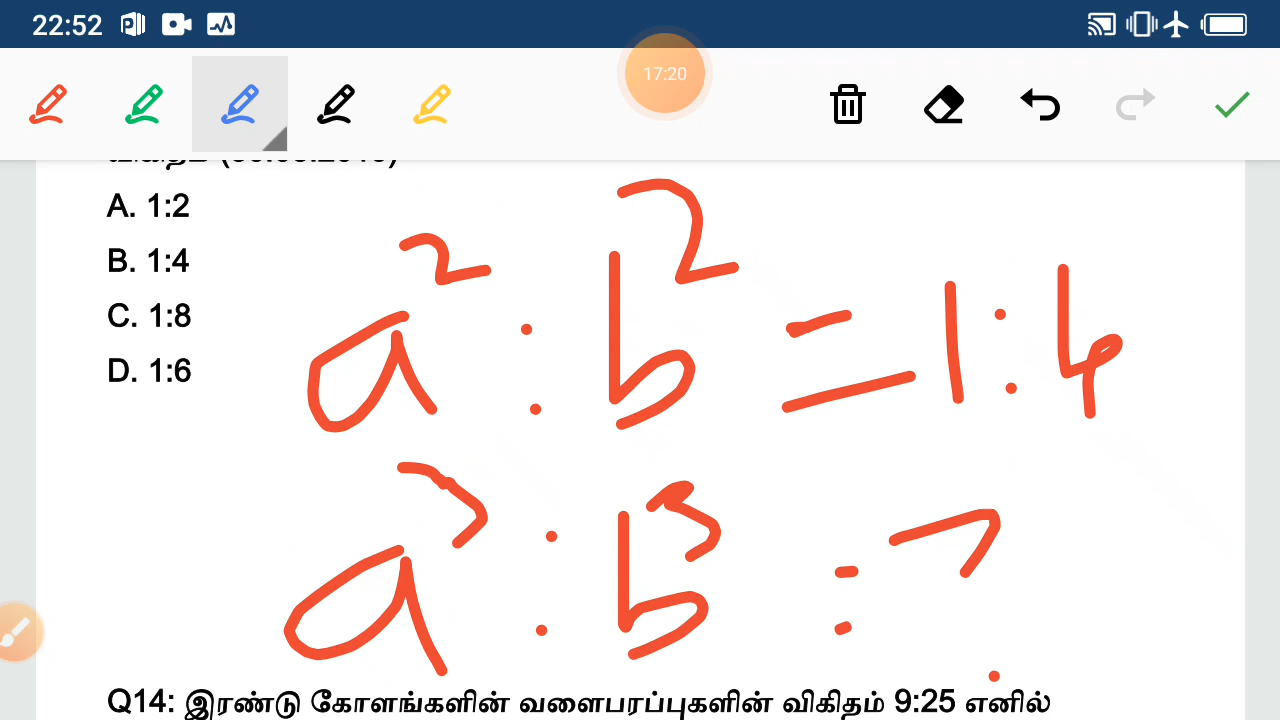 22:52
17:20
A. 1:2
B. 1:4
C. 1:8
D. 1:6
a² : b² = 1:4
a³ : b³ = ?
Q14: இரண்டு கோளங்களின் வளைபரப்புகளின் விகிதம் 9:25 எனில்